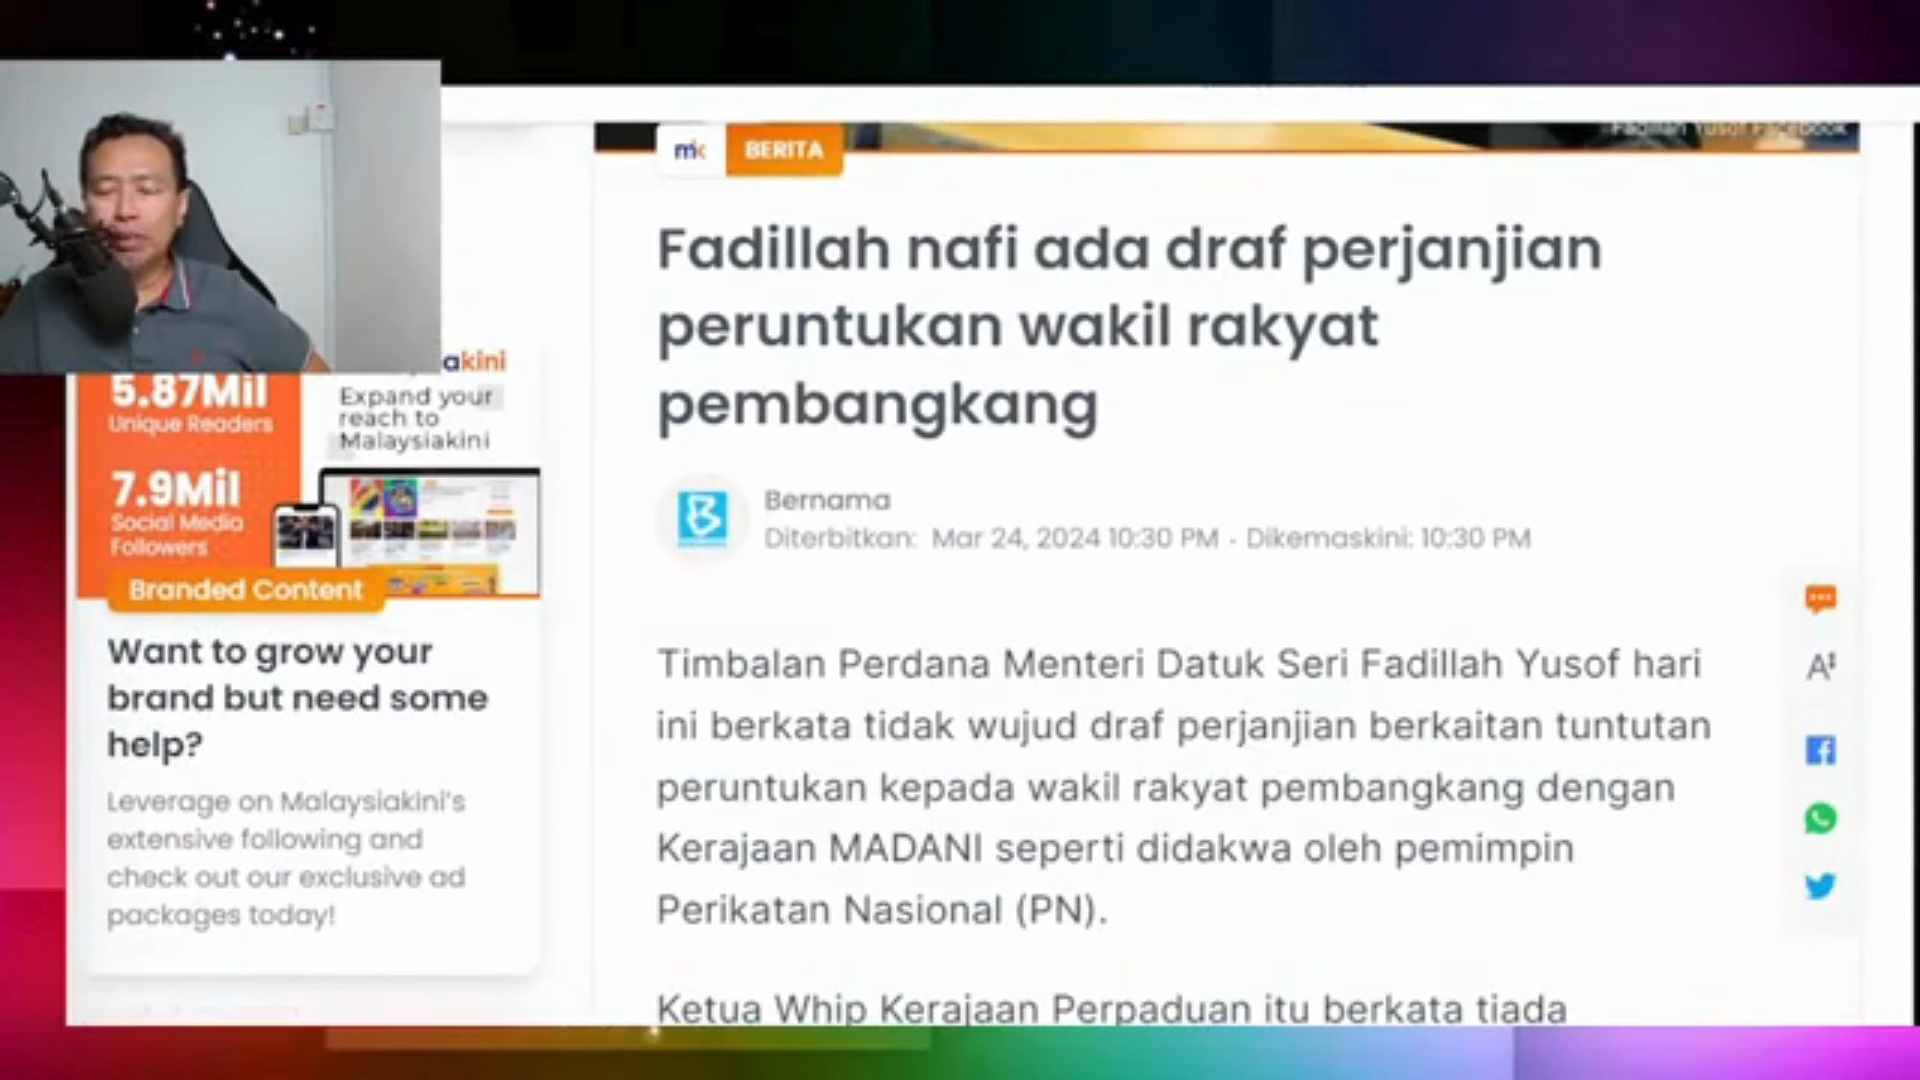 Fadillah Yusof Facebook
mk BERITA
Fadillah nafi ada draf perjanjian
peruntukan wakil rakyat
pembangkang
Bernama
Diterbitkan: Mar 24, 2024 10:30 PM - Dikemaskini: 10:30 PM
Timbalan Perdana Menteri Datuk Seri Fadillah Yusof hari
ini berkata tidak wujud draf perjanjian berkaitan tuntutan
peruntukan kepada wakil rakyat pembangkang dengan
Kerajaan MADANI seperti didakwa oleh pemimpin
Perikatan Nasional (PN).
Ketua Whip Kerajaan Perpaduan itu berkata tiada
5.87Mil
Unique Readers
7.9Mil
Social Media
Followers
akini
Expand your
reach to
Malaysiakini
Branded Content
Want to grow your
brand but need some
help?
Leverage on Malaysiakini's
extensive following and
check out our exclusive ad
packages today!